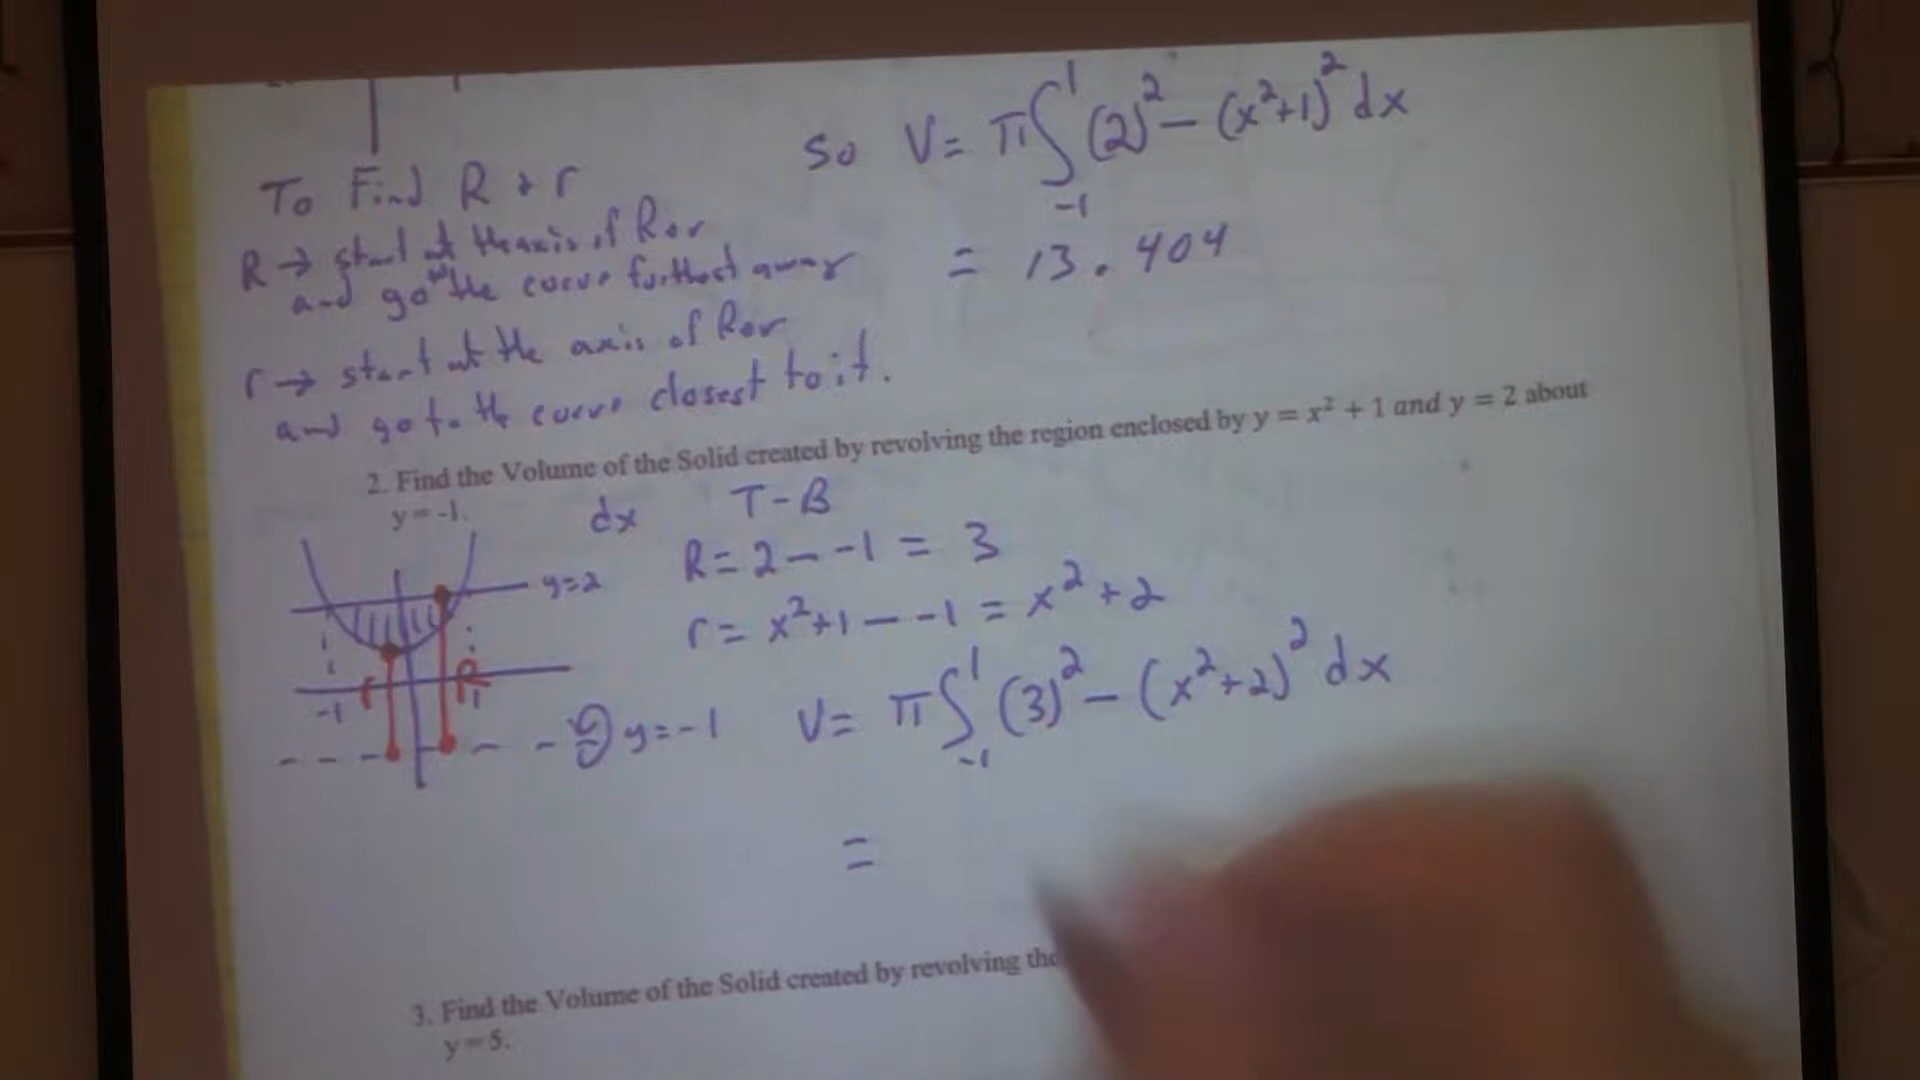 So V = π∫₋₁¹ (2)² − (x²+1)² dx
= 13.404
To Find R + r
R → start at the axis of Rev
and go to the curve furthest away
r → start at the axis of Rev
and go to the curve closest to it.
2. Find the Volume of the Solid created by revolving the region enclosed by y = x² + 1 and y = 2 about
y = -1.
dx T - B
R = 2 - -1 = 3
y=2
r = x²+1 - -1 = x² + 2
-1 r R 1
V = π∫₋₁¹ (3)² − (x²+2)² dx
y=-1
=
3. Find the Volume of the Solid created by revolving the
y = 5.